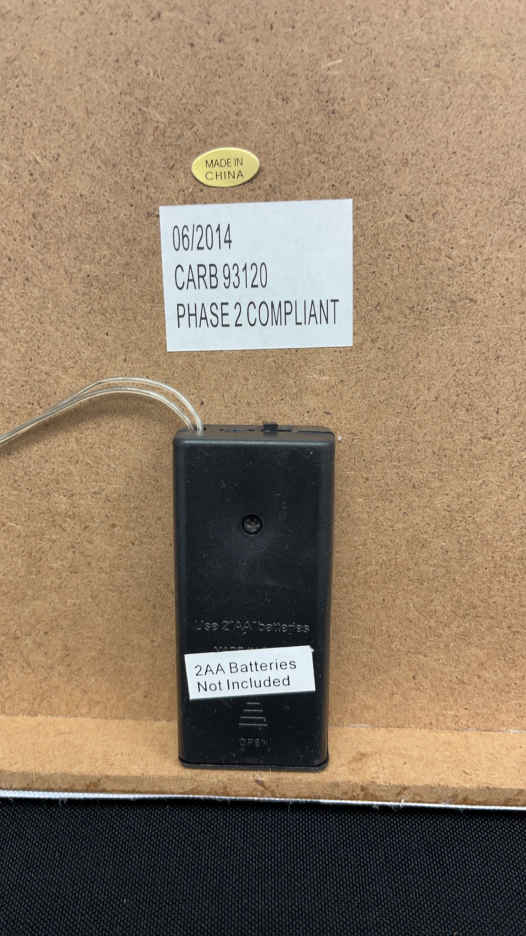 MADE IN
CHINA
06/2014
CARB 93120
PHASE 2 COMPLIANT
Use 2"AA" batteries
2AA Batteries
Not Included
OPEN